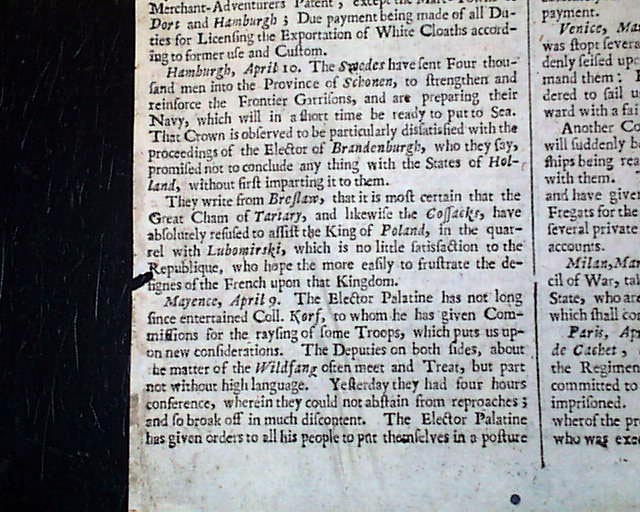 Merchant-Adventurers Patent, except the Mart-Towns of
Dort and Hamburgh; Due payment being made of all Du-
ties for Licensing the Exportation of White Cloaths accord-
ing to former use and Custom.
Hamburgh, April 10. The Swedes have sent Four thou-
sand men into the Province of Schonen, to strengthen and
reinforce the Frontier Garrisons, and are preparing their
Navy, which will in a short time be ready to put to Sea.
That Crown is observed to be particularly dissatisfied with the
proceedings of the Elector of Brandenburgh, who they say,
promised not to conclude any thing with the States of Hol-
land, without first imparting it to them.
They write from Breslaw, that it is most certain that the
Great Cham of Tartary, and likewise the Cossacks, have
absolutely refused to assist the King of Poland, in the quar-
rel with Lubomirski, which is no little satisfaction to the
Republique, who hope the more easily to frustrate the de-
signes of the French upon that Kingdom.
Mayence, April 9. The Elector Palatine has not long
since entertained Coll. Korf, to whom he has given Com-
missions for the raysing of some Troops, which puts us up-
on new considerations. The Deputies on both sides, about
the matter of the Wildfang often meet and Treat, but part
not without high language. Yesterday they had four hours
conference, wherein they could not abstain from reproaches;
and so broak off in much discontent. The Elector Palatine
has given orders to all his people to put themselves in a posture
payment.
Venice, Ma
was stopt severa
denly seised up
mand them:
dered to sail u
ward with a fai
Another Co
will suddenly b
ships being rea
with them.
and have given
Fregats for the
several private
accounts.
Milan, Mar
cil of War, tal
State, who are
which shall con
Paris, Apr
de Cachet,
the Regimen
committed to
imprisoned.
wherof the pr
who was exec